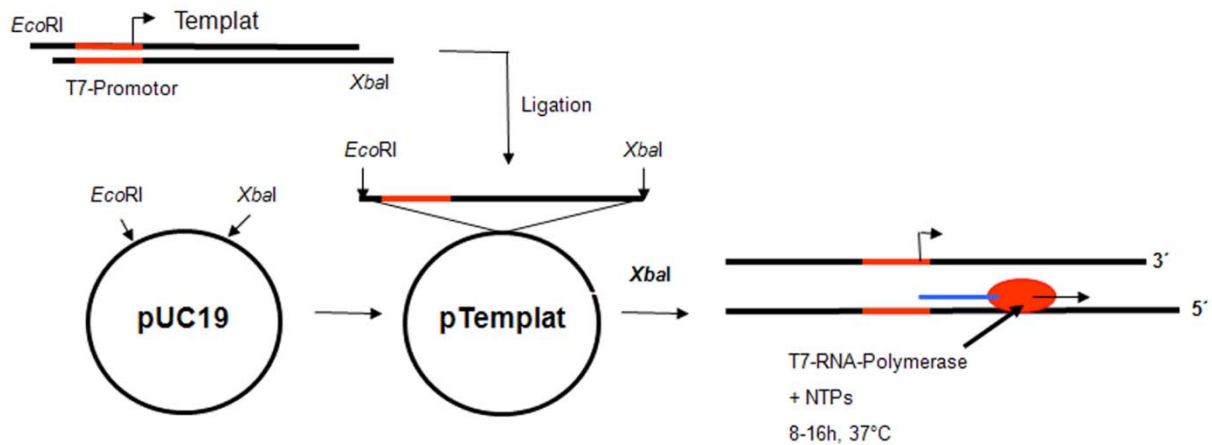 EcoRI
Templat
T7-Promotor
XbaI
Ligation
EcoRI
XbaI
EcoRI
XbaI
pUC19
pTemplat
XbaI
3´
5´
T7-RNA-Polymerase
+ NTPs
8-16h, 37°C